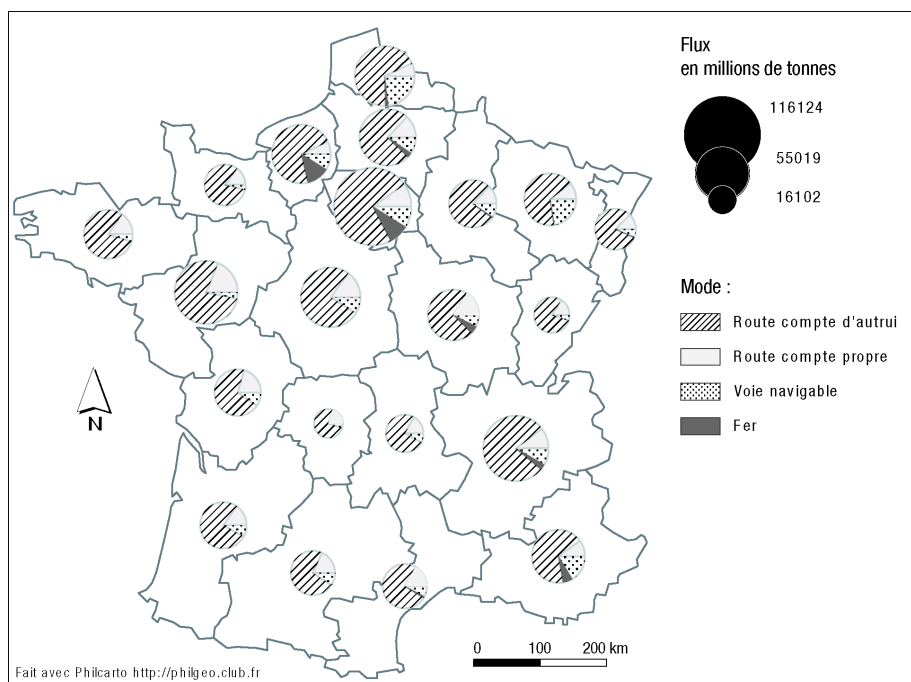 Flux
en millions de tonnes
116124
55019
16102
Mode :
Route compte d'autrui
Route compte propre
Voie navigable
Fer
N
0 100 200 km
Fait avec Philcarto http://philgeo.club.fr